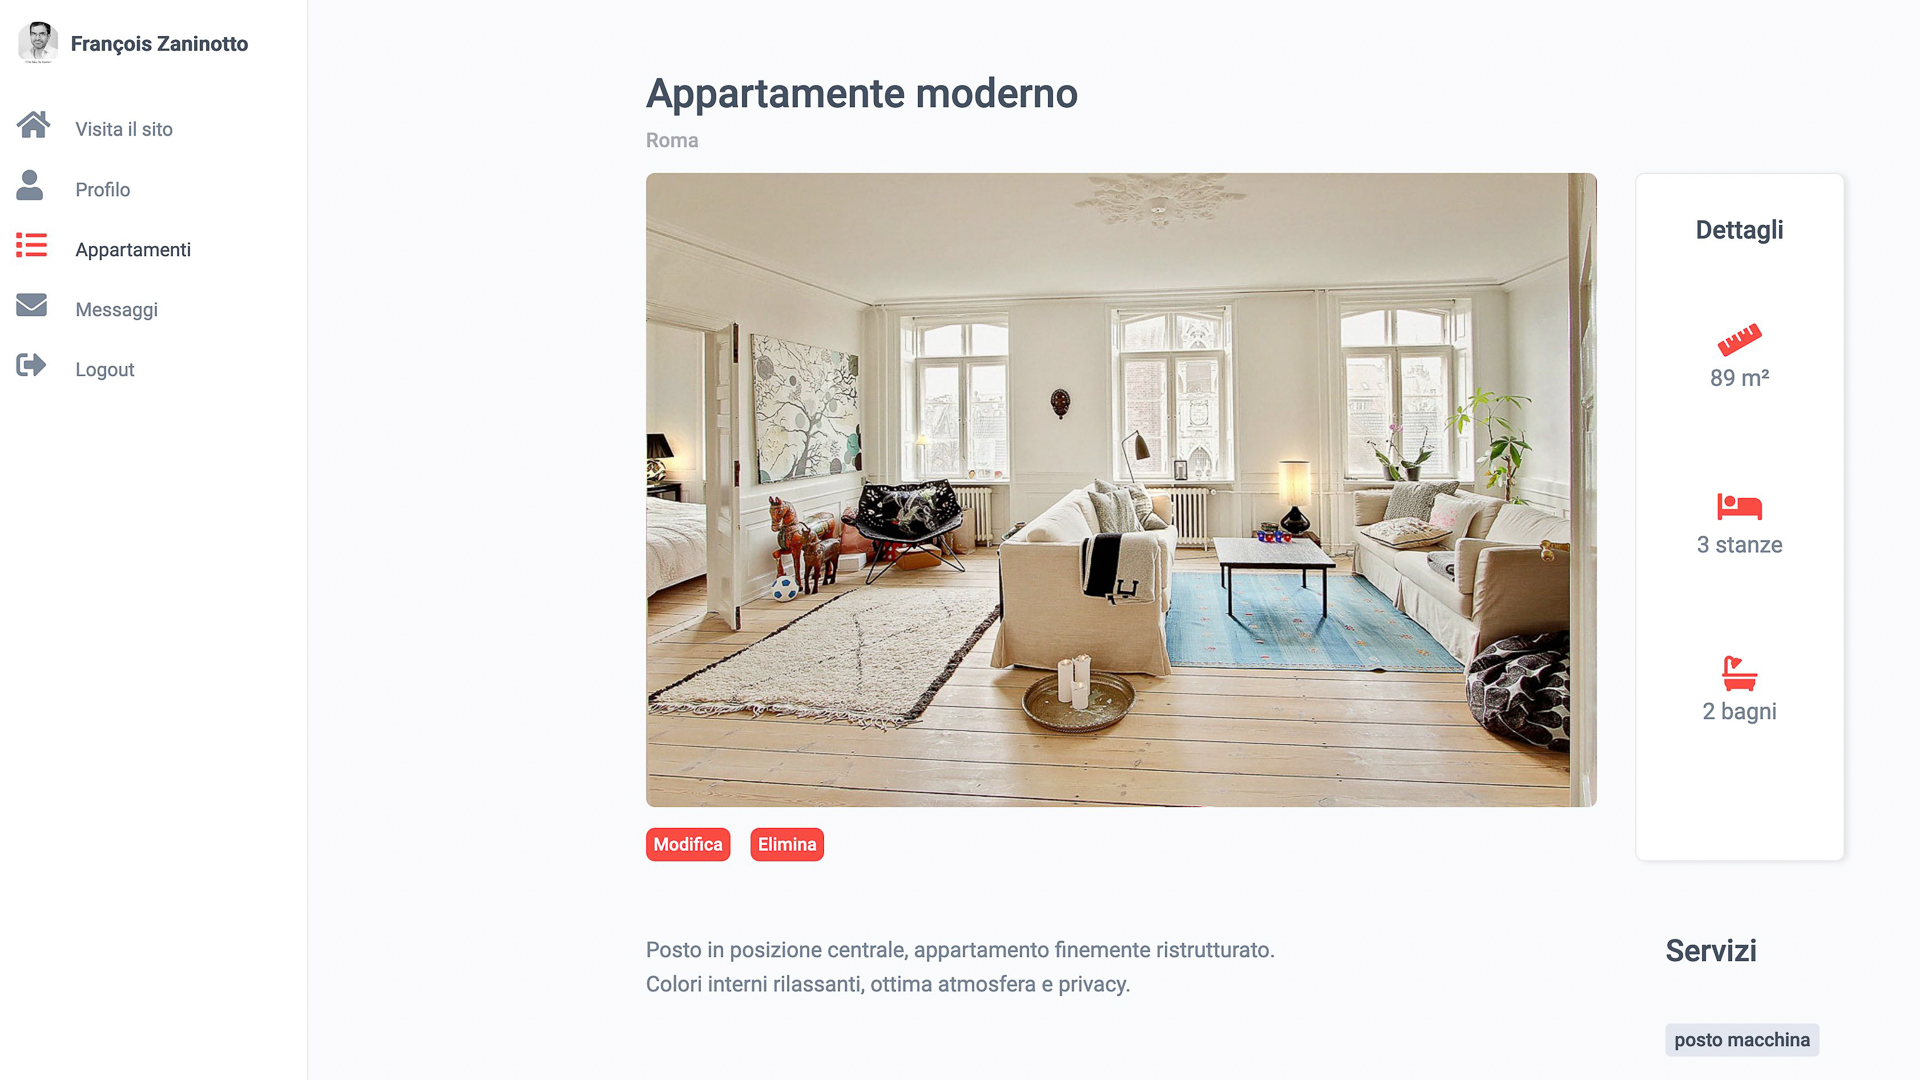 François Zaninotto
Visita il sito
Profilo
Appartamenti
Messaggi
Logout
Appartamente moderno
Roma
Dettagli
89 m²
3 stanze
2 bagni
Modifica
Elimina
Posto in posizione centrale, appartamento finemente ristrutturato.
Colori interni rilassanti, ottima atmosfera e privacy.
Servizi
posto macchina